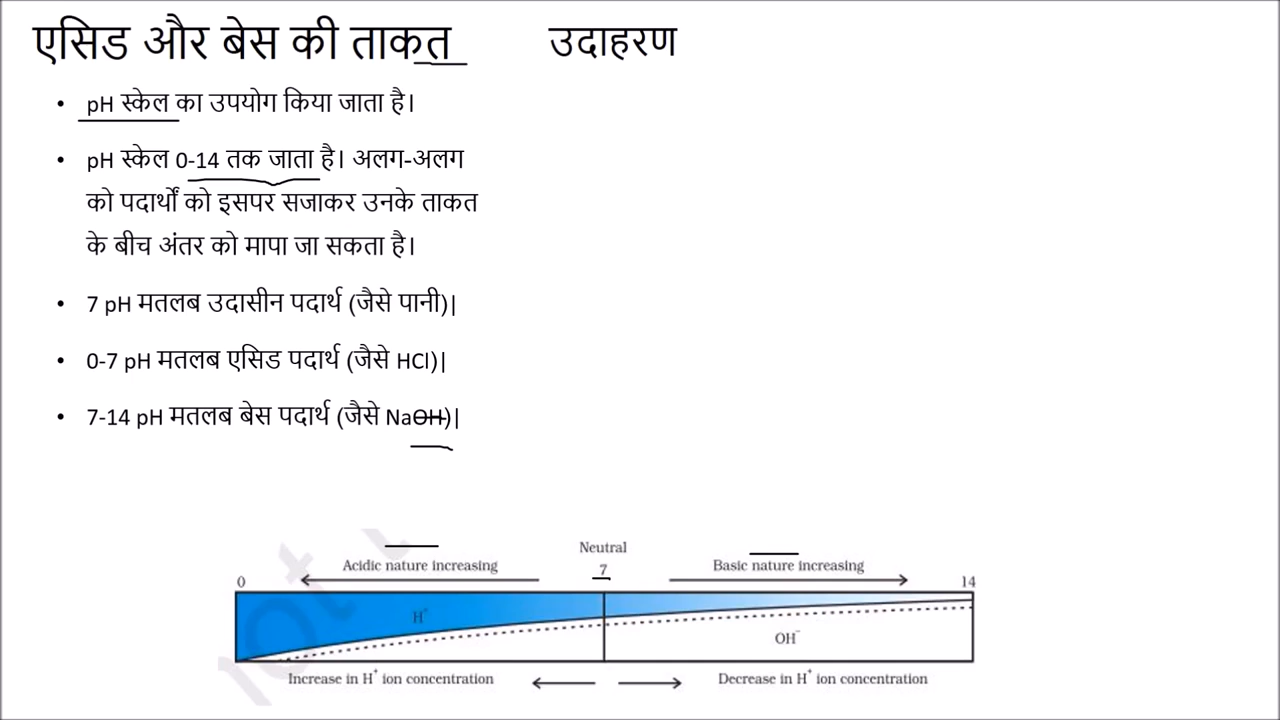 एसिड और बेस की ताकत
उदाहरण
• pH स्केल का उपयोग किया जाता है।
• pH स्केल 0-14 तक जाता है। अलग-अलग
को पदार्थों को इसपर सजाकर उनके ताकत
के बीच अंतर को मापा जा सकता है।
• 7 pH मतलब उदासीन पदार्थ (जैसे पानी)|
• 0-7 pH मतलब एसिड पदार्थ (जैसे HCl)|
• 7-14 pH मतलब बेस पदार्थ (जैसे NaOH)|
Neutral
Acidic nature increasing
7
Basic nature increasing
0
14
H⁺
OH⁻
Increase in H⁺ ion concentration
Decrease in H⁺ ion concentration
not t